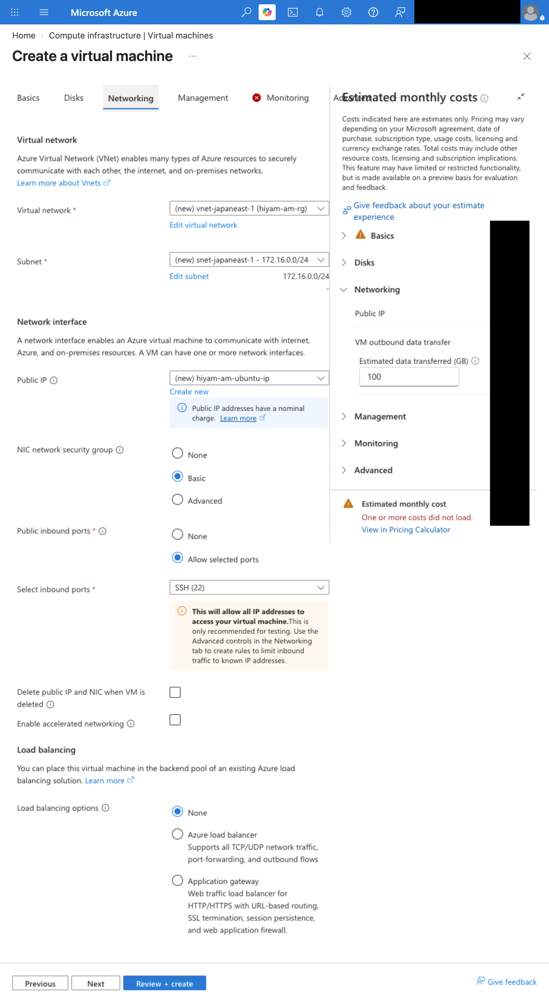 Microsoft Azure
Home > Compute infrastructure | Virtual machines
Create a virtual machine ...
Basics
Disks
Networking
Management
Monitoring
Advanced
Virtual network
Azure Virtual Network (VNet) enables many types of Azure resources to securely
communicate with each other, the internet, and on-premises networks.
Learn more about Vnets
Virtual network *
(new) vnet-japaneast-1 (hiyam-am-rg)
Edit virtual network
Subnet *
(new) snet-japaneast-1 - 172.16.0.0/24
Edit subnet
172.16.0.0/24
-
Network interface
A network interface enables an Azure virtual machine to communicate with internet,
Azure, and on-premises resources. A VM can have one or more network interfaces.
Public IP
(new) hiyam-am-ubuntu-ip
Create new
Public IP addresses have a nominal
charge. Learn more
NIC network security group
None
Basic
Advanced
Public inbound ports *
None
Allow selected ports
Select inbound ports *
SSH (22)
This will allow all IP addresses to
access your virtual machine.This is
only recommended for testing. Use the
Advanced controls in the Networking
tab to create rules to limit inbound
traffic to known IP addresses.
Delete public IP and NIC when VM is
deleted
Enable accelerated networking
Load balancing
You can place this virtual machine in the backend pool of an existing Azure load
balancing solution. Learn more
Load balancing options
None
Azure load balancer
Supports all TCP/UDP network traffic,
port-forwarding, and outbound flows
Application gateway
Web traffic load balancer for
HTTP/HTTPS with URL-based routing,
SSL termination, session persistence,
and web application firewall.
Estimated monthly costs
Costs indicated here are estimates only. Pricing may vary
depending on your Microsoft agreement, date of
purchase, subscription type, usage costs, licensing and
currency exchange rates. Total costs may include other
resource costs, licensing and subscription implications.
This feature may have limited or restricted functionality,
but is made available on a preview basis for evaluation
and feedback.
Give feedback about your estimate
experience
Basics
Disks
Networking
Public IP
VM outbound data transfer
Estimated data transferred (GB)
100
Management
Monitoring
Advanced
Estimated monthly cost
One or more costs did not load.
View in Pricing Calculator
Previous
Next
Review + create
Give feedback